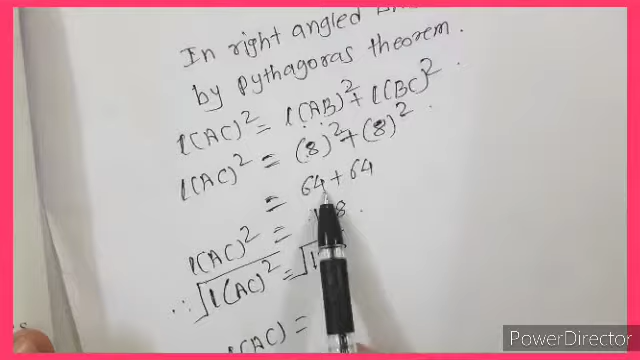 In right angled
by pythagoras theorem.
l(AC)² = l(AB)² + l(BC)²
l(AC)² = (8)² + (8)²
= 64 + 64
l(AC)² =
∴ √l(AC)² = √
l(AC) =
PowerDirector